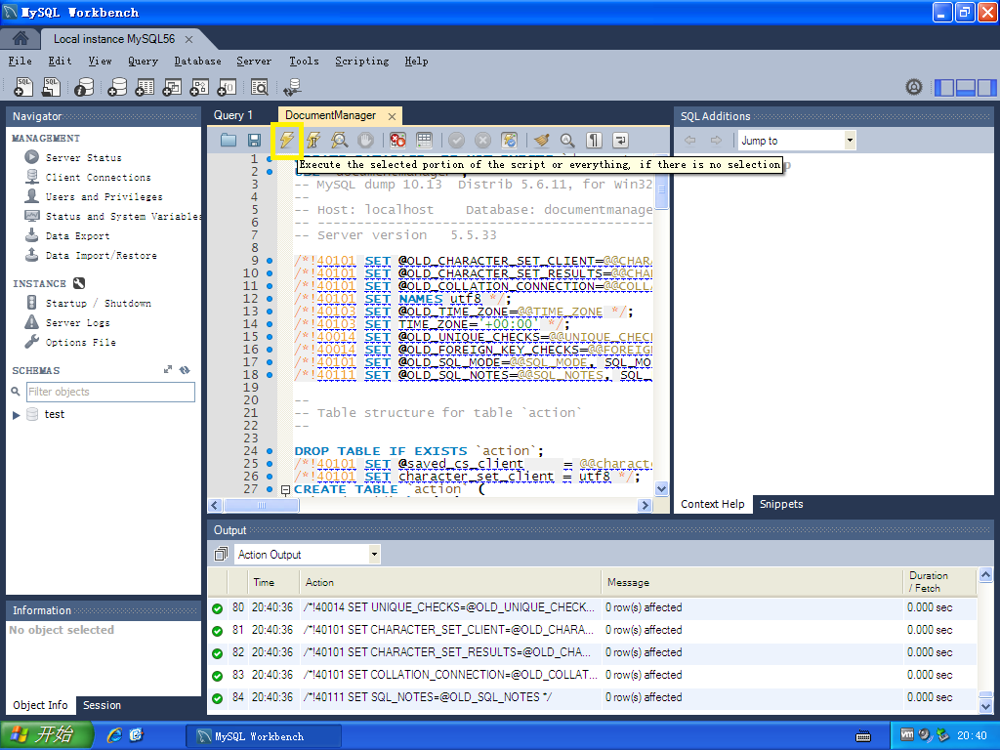 MySQL Workbench
Local instance MySQL56
File Edit View Query Database Server Tools Scripting Help
Navigator
MANAGEMENT
Server Status
Client Connections
Users and Privileges
Status and System Variables
Data Export
Data Import/Restore
INSTANCE
Startup / Shutdown
Server Logs
Options File
SCHEMAS
Filter objects
test
Information
No object selected
Object Info Session
Query 1 DocumentManager
Execute the selected portion of the script or everything, if there is no selection
1
2
3 -- MySQL dump 10.13 Distrib 5.6.11, for Win32
4 --
5 -- Host: localhost Database: documentmanage
6 -- ------------------------------------------------------
7 -- Server version 5.5.33
8
9 /*!40101 SET @OLD_CHARACTER_SET_CLIENT=@@CHARA
10 /*!40101 SET @OLD_CHARACTER_SET_RESULTS=@@CHA
11 /*!40101 SET @OLD_COLLATION_CONNECTION=@@COLLA
12 /*!40101 SET NAMES utf8 */;
13 /*!40103 SET @OLD_TIME_ZONE=@@TIME_ZONE */;
14 /*!40103 SET TIME_ZONE='+00:00' */;
15 /*!40014 SET @OLD_UNIQUE_CHECKS=@@UNIQUE_CHECK
16 /*!40014 SET @OLD_FOREIGN_KEY_CHECKS=@@FOREIG
17 /*!40101 SET @OLD_SQL_MODE=@@SQL_MODE, SQL_MO
18 /*!40111 SET @OLD_SQL_NOTES=@@SQL_NOTES, SQL_
19
20 --
21 -- Table structure for table `action`
22 --
23
24 DROP TABLE IF EXISTS `action`;
25 /*!40101 SET @saved_cs_client = @@characte
26 /*!40101 SET character_set_client = utf8 */;
27 CREATE TABLE `action` (
SQL Additions
Jump to
Context Help Snippets
Output
Action Output
Time Action Message Duration / Fetch
80 20:40:36 /*!40014 SET UNIQUE_CHECKS=@OLD_UNIQUE_CHECK... 0 row(s) affected 0.000 sec
81 20:40:36 /*!40101 SET CHARACTER_SET_CLIENT=@OLD_CHARA... 0 row(s) affected 0.000 sec
82 20:40:36 /*!40101 SET CHARACTER_SET_RESULTS=@OLD_CHA... 0 row(s) affected 0.000 sec
83 20:40:36 /*!40101 SET COLLATION_CONNECTION=@OLD_COLLAT... 0 row(s) affected 0.000 sec
84 20:40:36 /*!40111 SET SQL_NOTES=@OLD_SQL_NOTES */ 0 row(s) affected 0.000 sec
开始 MySQL Workbench 20:40